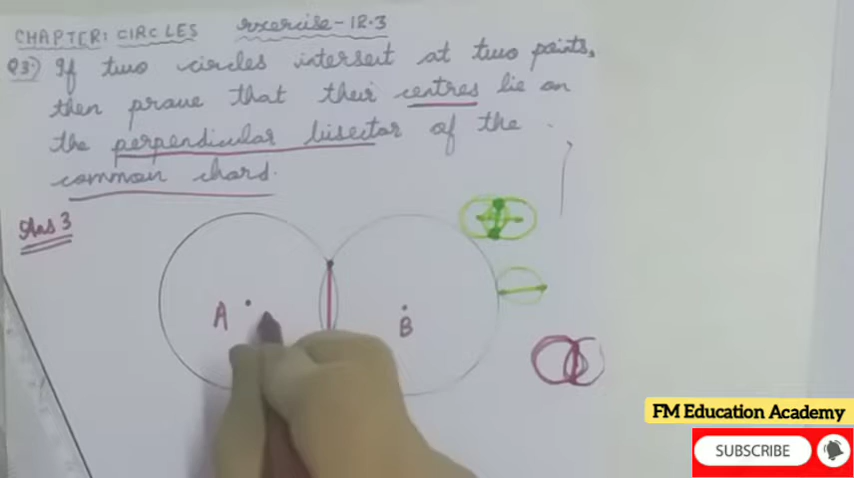 CHAPTER: CIRCLES exercise-12.3
Q3:) If two circles intersect at two points,
then prove that their centres lie on
the perpendicular bisector of the
common chord.
Ans 3
A
B
FM Education Academy
SUBSCRIBE